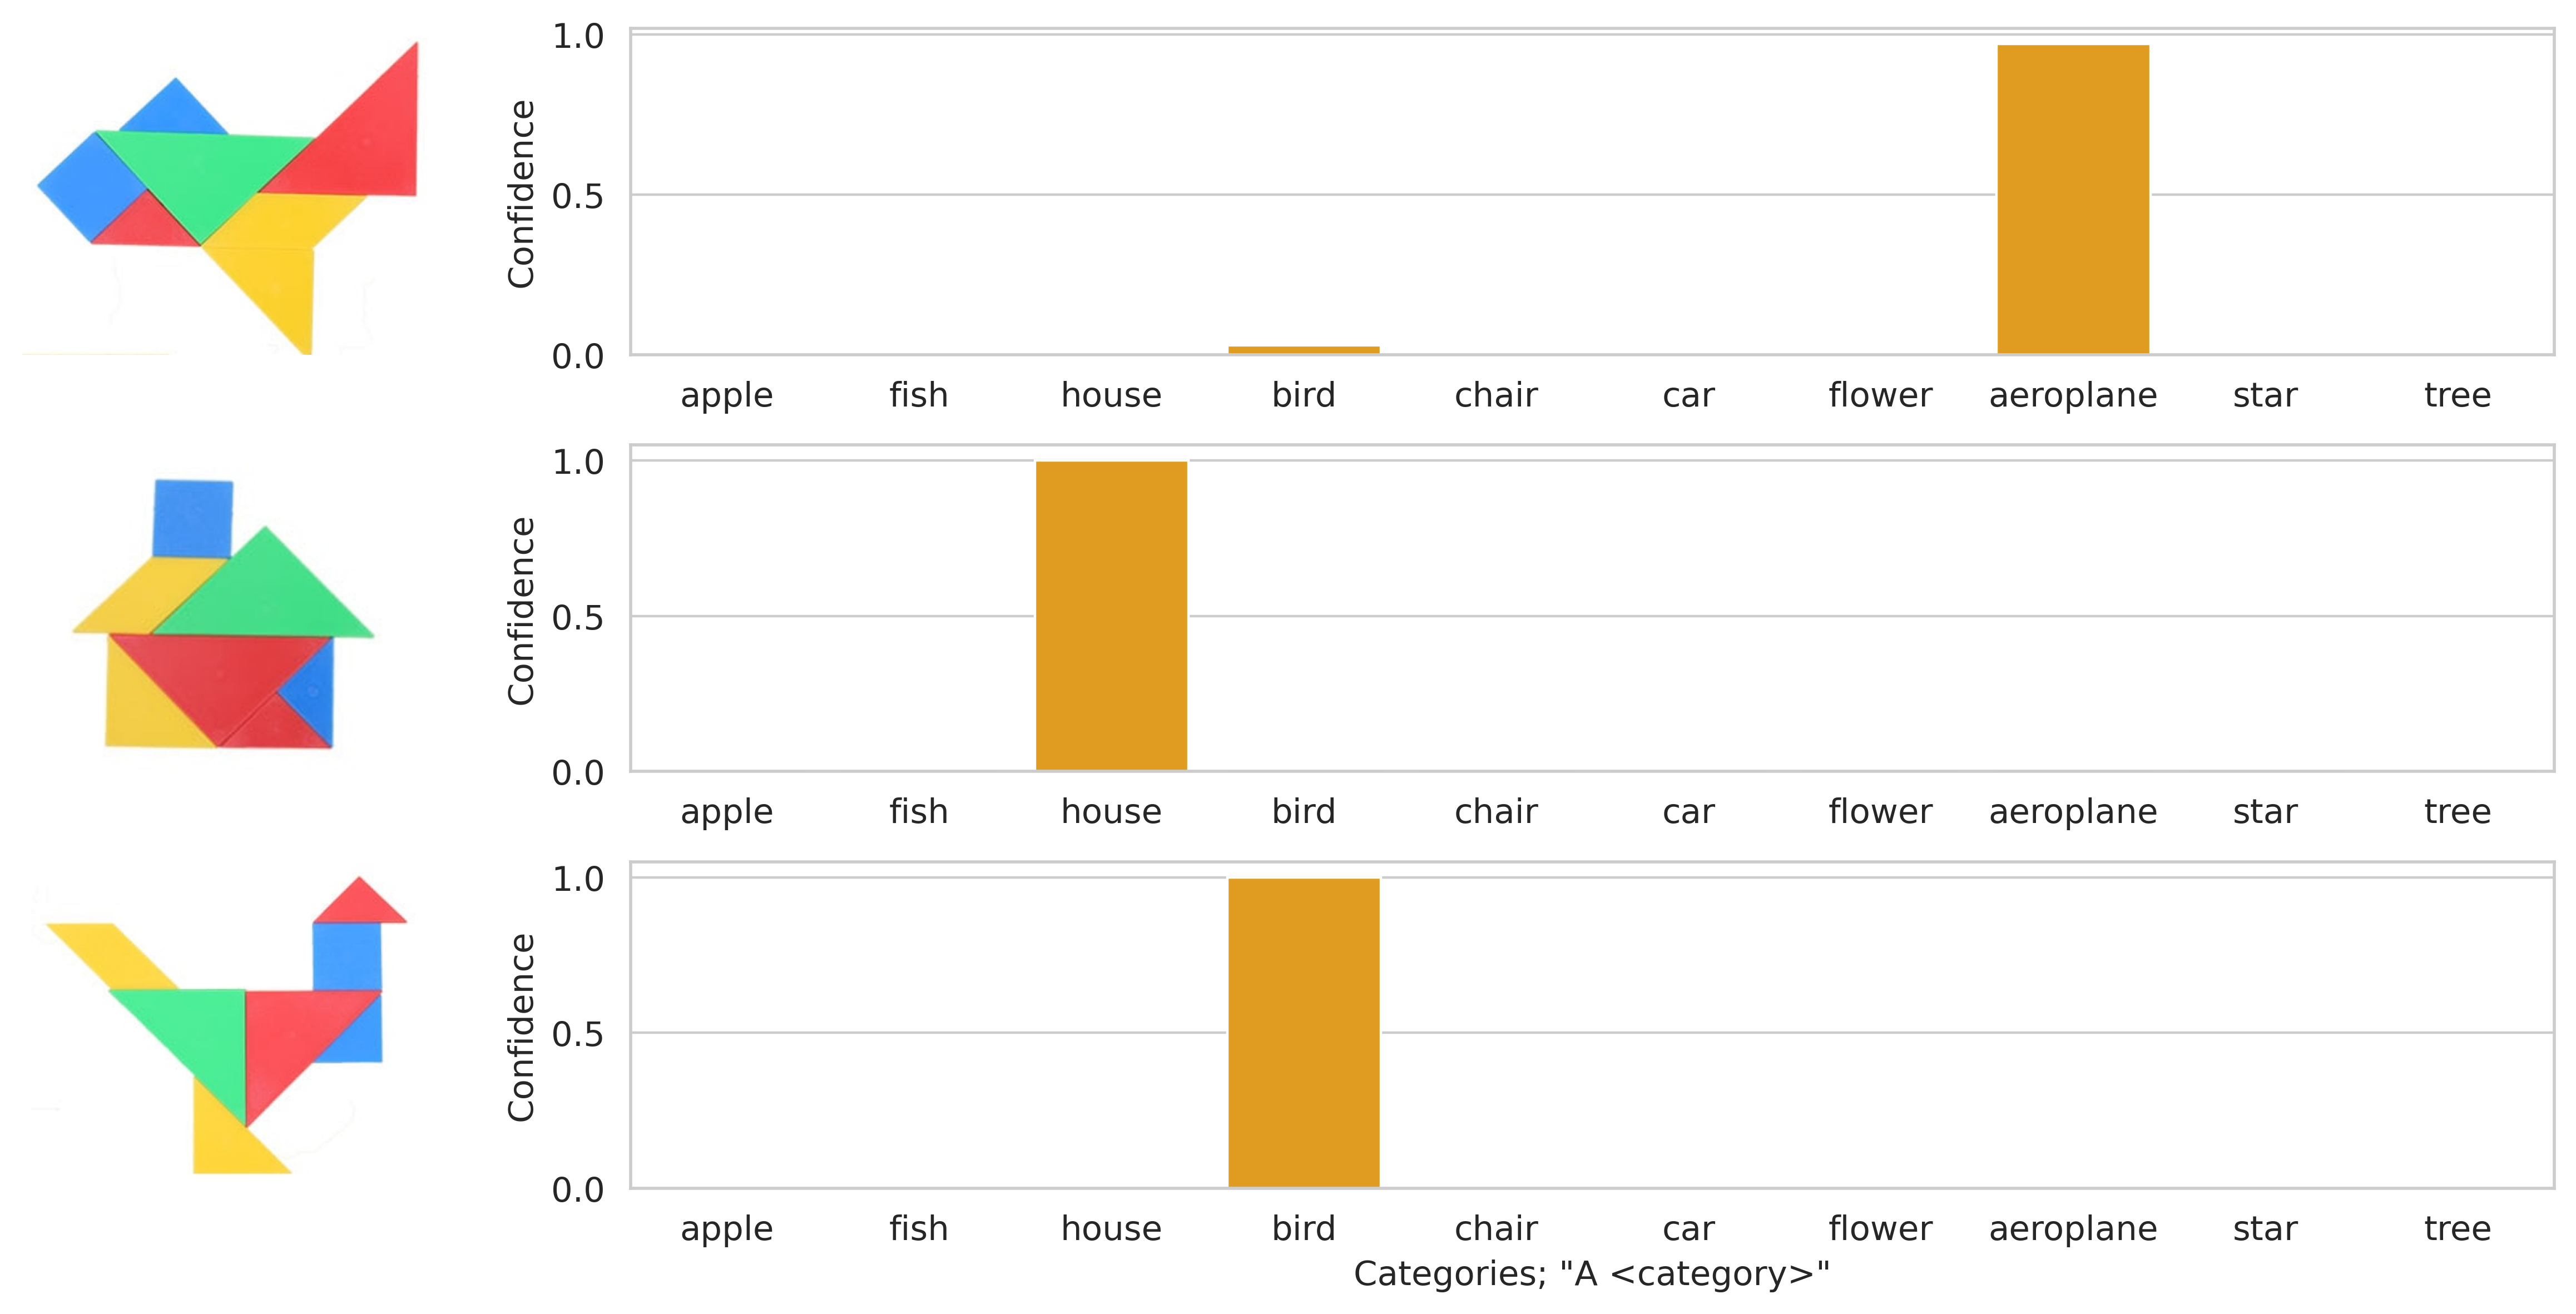 1.0
0.5
0.0
Confidence
apple fish house bird chair car flower aeroplane star tree
1.0
0.5
0.0
Confidence
apple fish house bird chair car flower aeroplane star tree
1.0
0.5
0.0
Confidence
apple fish house bird chair car flower aeroplane star tree
Categories; "A <category>"